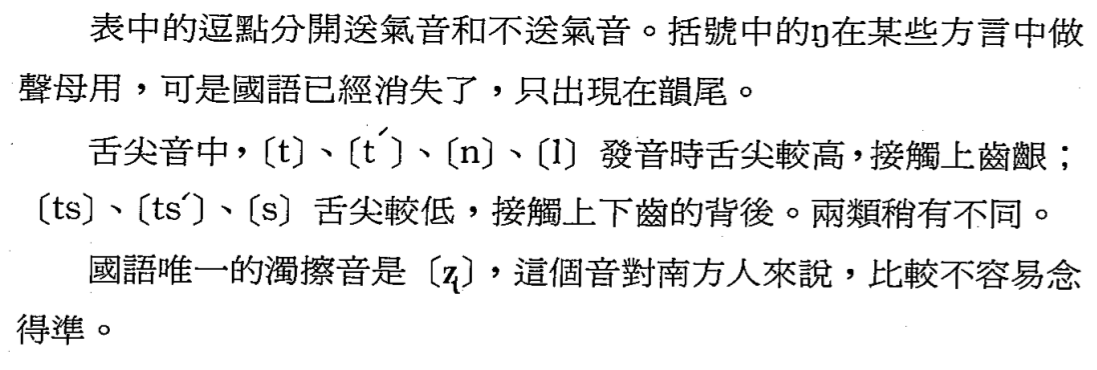 表中的逗點分開送氣音和不送氣音。括號中的ŋ在某些方言中做
聲母用，可是國語已經消失了，只出現在韻尾。
舌尖音中，〔t〕、〔t´〕、〔n〕、〔l〕發音時舌尖較高，接觸上齒齦；
〔ts〕、〔ts´〕、〔s〕舌尖較低，接觸上下齒的背後。兩類稍有不同。
國語唯一的濁擦音是〔ʐ〕，這個音對南方人來說，比較不容易念
得準。